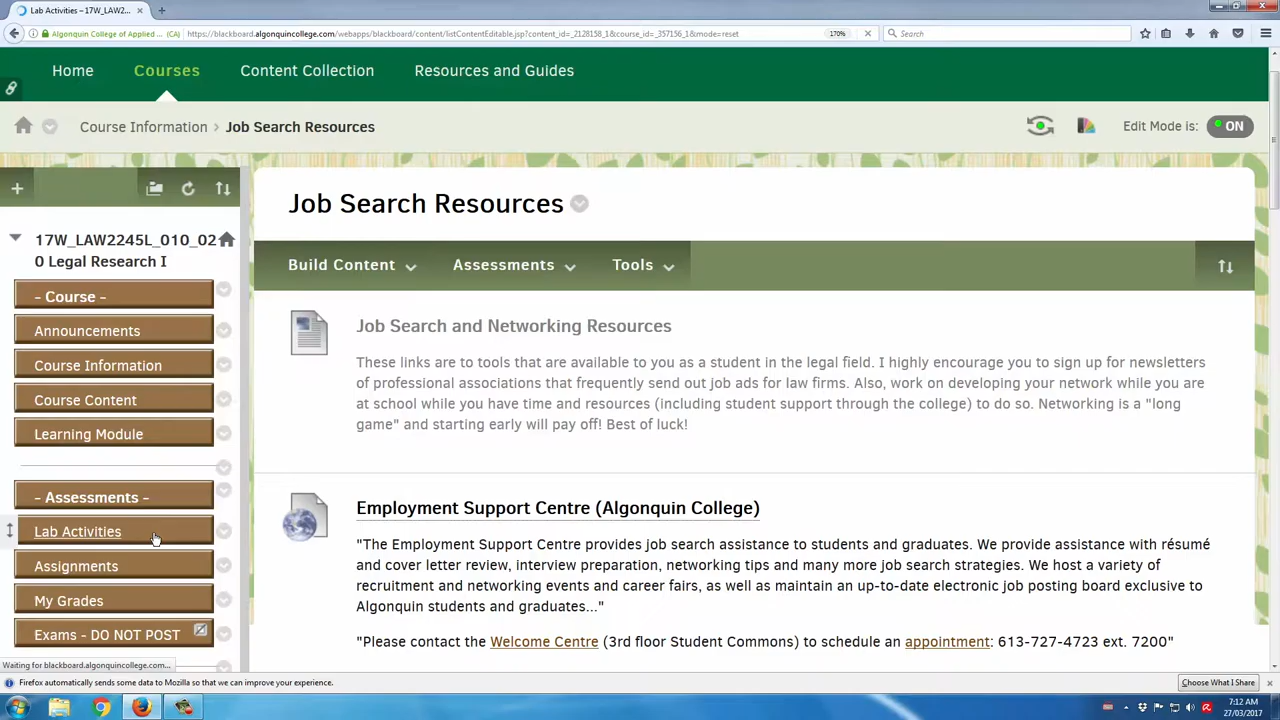 Lab Activities – 17W_LAW2...
Algonquin College of Applied ... (CA)
https://blackboard.algonquincollege.com/webapps/blackboard/content/listContentEditable.jsp?content_id=_2128158_1&course_id=_357156_1&mode=reset
170%
Search
Home
Courses
Content Collection
Resources and Guides
Course Information
Job Search Resources
Edit Mode is:
ON
17W_LAW2245L_010_02
0 Legal Research I
- Course -
Announcements
Course Information
Course Content
Learning Module
- Assessments -
Lab Activities
Assignments
My Grades
Exams - DO NOT POST
Job Search Resources
Build Content
Assessments
Tools
Job Search and Networking Resources
These links are to tools that are available to you as a student in the legal field. I highly encourage you to sign up for newsletters
of professional associations that frequently send out job ads for law firms. Also, work on developing your network while you are
at school while you have time and resources (including student support through the college) to do so. Networking is a "long
game" and starting early will pay off! Best of luck!
Employment Support Centre (Algonquin College)
"The Employment Support Centre provides job search assistance to students and graduates. We provide assistance with résumé
and cover letter review, interview preparation, networking tips and many more job search strategies. We host a variety of
recruitment and networking events and career fairs, as well as maintain an up-to-date electronic job posting board exclusive to
Algonquin students and graduates..."
"Please contact the Welcome Centre (3rd floor Student Commons) to schedule an appointment: 613-727-4723 ext. 7200"
Waiting for blackboard.algonquincollege.com...
Firefox automatically sends some data to Mozilla so that we can improve your experience.
Choose What I Share
7:12 AM
27/03/2017